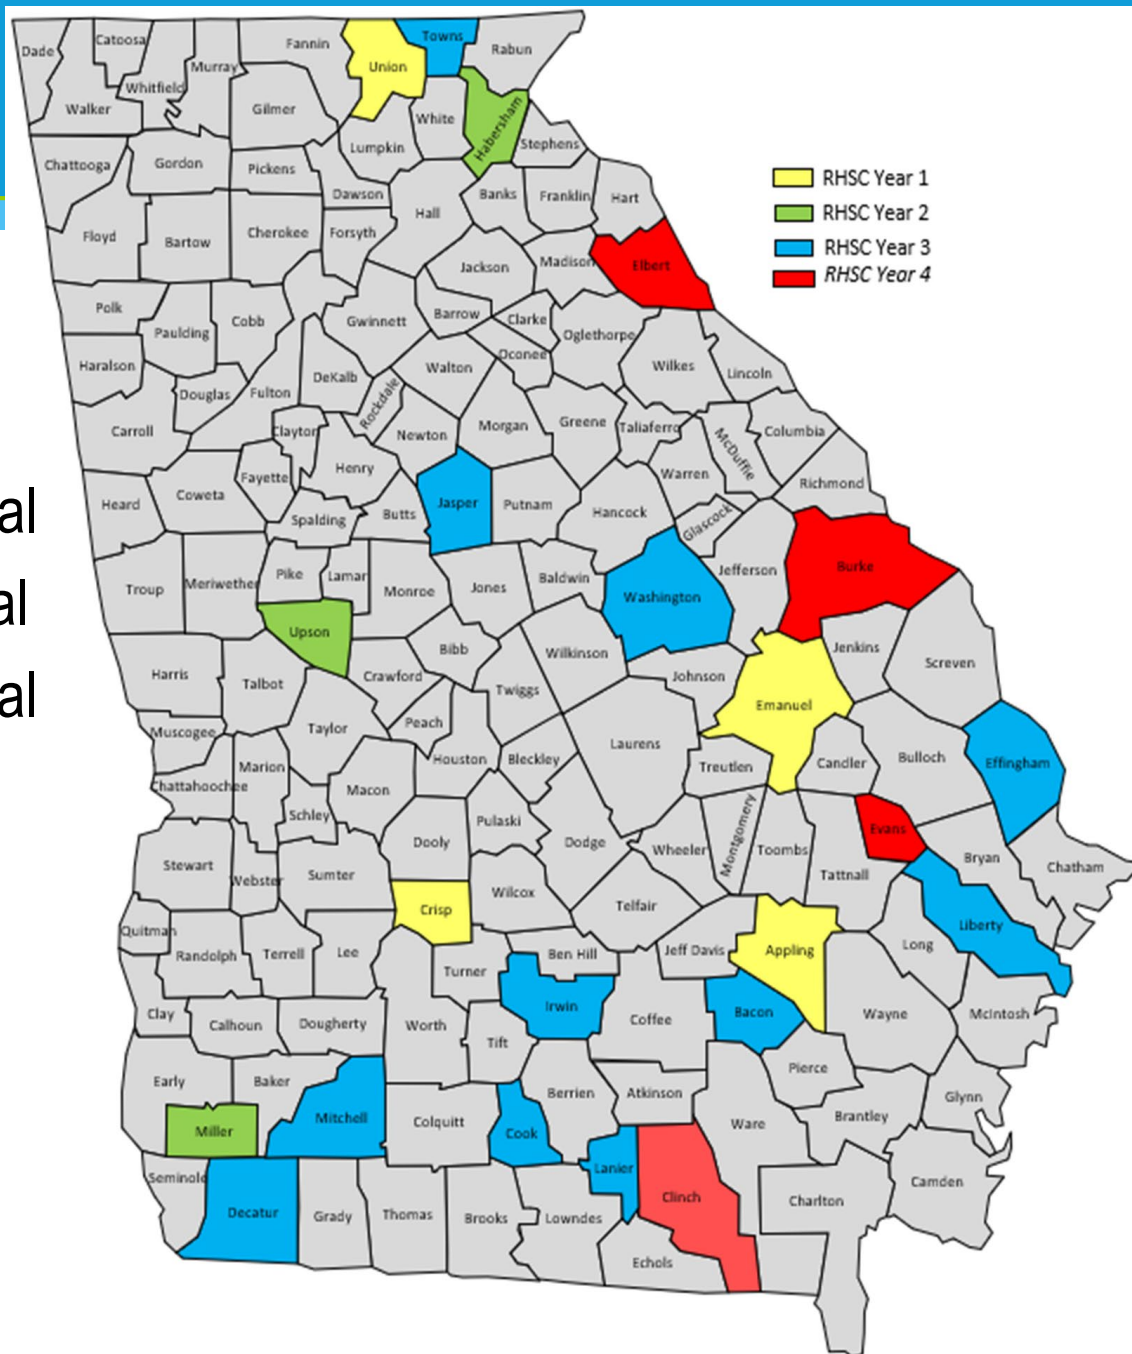 Dade
Catoosa
Fannin
Union
Towns
Rabun
Whitfield
Murray
Walker
Gilmer
White
Habersham
Stephens
Lumpkin
Chattooga
Gordon
Pickens
Dawson
Hall
Banks
Franklin
Hart
RHSC Year 1
RHSC Year 2
RHSC Year 3
RHSC Year 4
Floyd
Bartow
Cherokee
Forsyth
Jackson
Madison
Elbert
Polk
Paulding
Cobb
Gwinnett
Barrow
Clarke
Oglethorpe
Oconee
Haralson
Douglas
Fulton
DeKalb
Rockdale
Walton
Wilkes
Lincoln
Carroll
Clayton
Newton
Morgan
Greene
Taliaferro
McDuffie
Columbia
Heard
Coweta
Fayette
Henry
Jasper
Putnam
Hancock
Warren
Richmond
al
Spalding
Butts
Glascock
Troup
Meriwether
Pike
Lamar
Monroe
Jones
Baldwin
Washington
Jefferson
Burke
al
Upson
Bibb
Wilkinson
Jenkins
Screven
al
Harris
Talbot
Crawford
Twiggs
Johnson
Emanuel
Muscogee
Taylor
Peach
Laurens
Houston
Bleckley
Treutlen
Candler
Bulloch
Effingham
Chattahoochee
Marion
Macon
Schley
Dooly
Pulaski
Dodge
Wheeler
Montgomery
Toombs
Evans
Bryan
Chatham
Stewart
Webster
Sumter
Wilcox
Tattnall
Crisp
Telfair
Liberty
Quitman
Randolph
Terrell
Lee
Turner
Ben Hill
Jeff Davis
Appling
Long
Clay
Calhoun
Dougherty
Worth
Irwin
Coffee
Bacon
Wayne
McIntosh
Tift
Early
Baker
Mitchell
Berrien
Atkinson
Pierce
Glynn
Miller
Colquitt
Cook
Ware
Brantley
Seminole
Lanier
Clinch
Charlton
Camden
Decatur
Grady
Thomas
Brooks
Lowndes
Echols